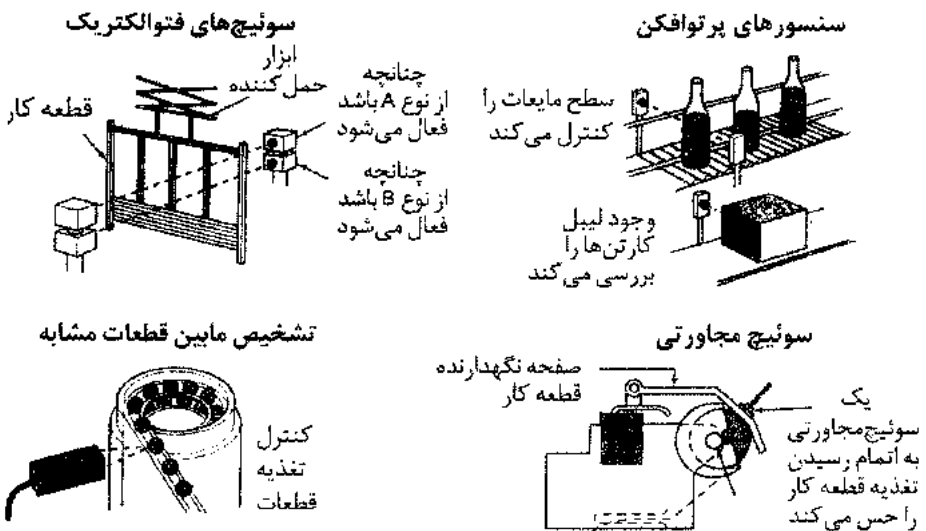 سنسورهای پرتوافکن
سطح مایعات را
کنترل می‌کند
وجود لیبل
کارتن‌ها را
بررسی می‌کند
سوئیچ‌های فتوالکتریک
ابزار
حمل‌کننده
قطعه کار
چنانچه
از نوع A باشد
فعال می‌شود
چنانچه
از نوع B باشد
فعال می‌شود
سوئیچ مجاورتی
صفحه نگهدارنده
قطعه کار
یک
سوئیچ مجاورتی
به اتمام رسیدن
تغذیه قطعه کار
را حس می‌کند
تشخیص مابین قطعات مشابه
کنترل
تغذیه
قطعات